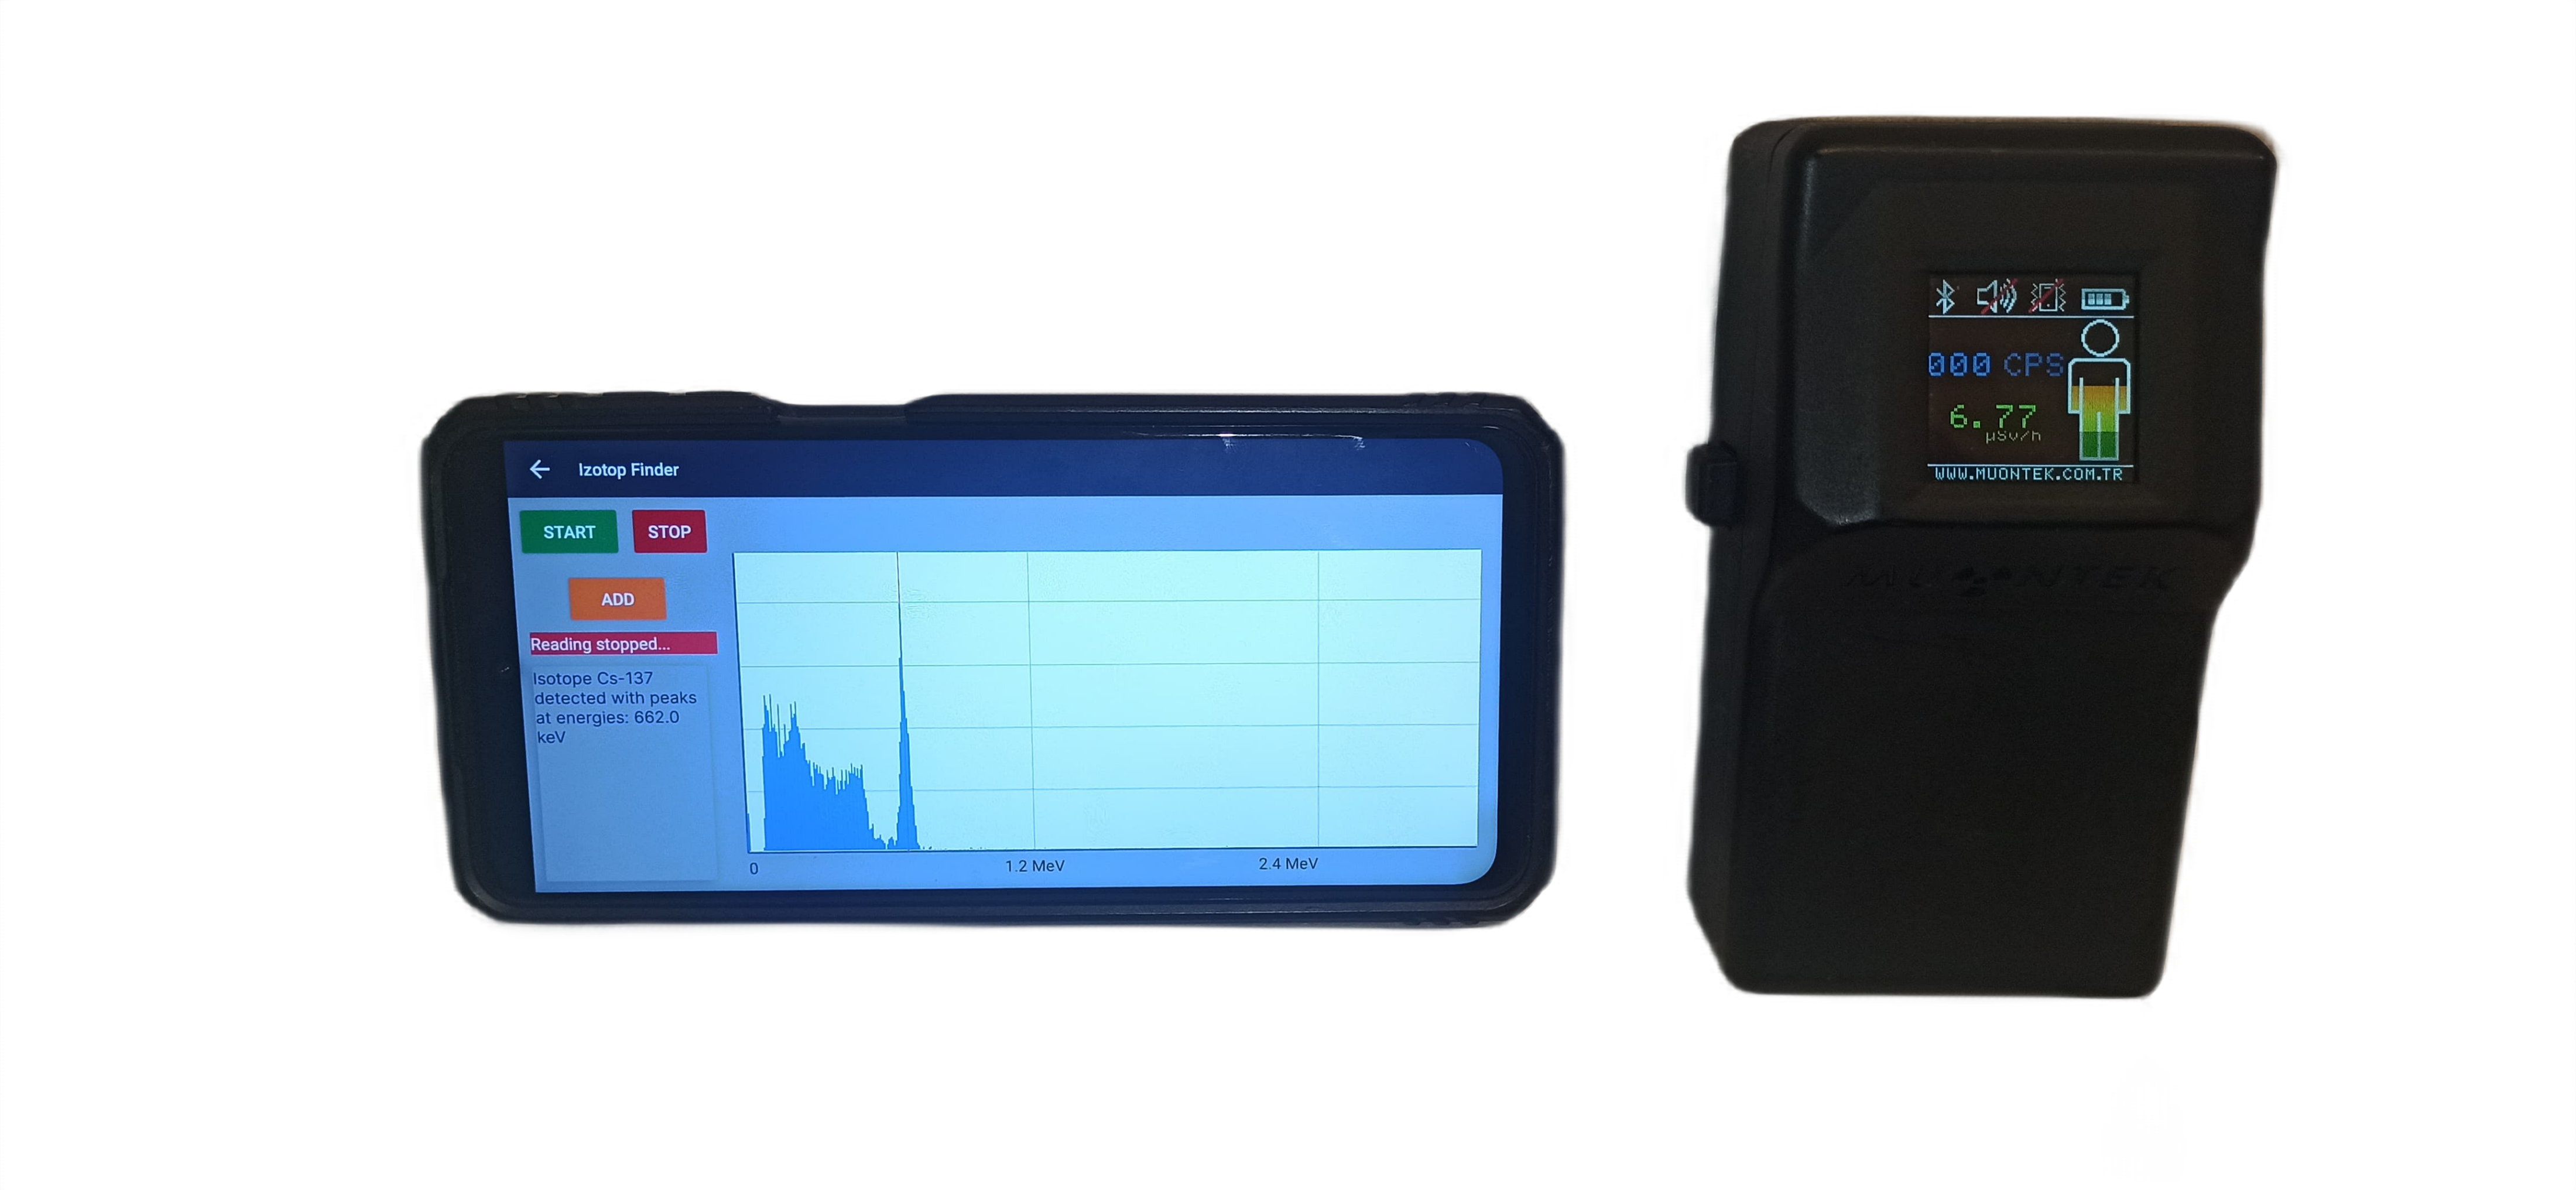 Izotop Finder
START STOP
ADD
Reading stopped...
Isotope Cs-137
detected with peaks
at energies: 662.0
keV
0 1.2 MeV 2.4 MeV
000 CPS
6.77
µSv/h
WWW.MUONTEK.COM.TR
MUONTEK